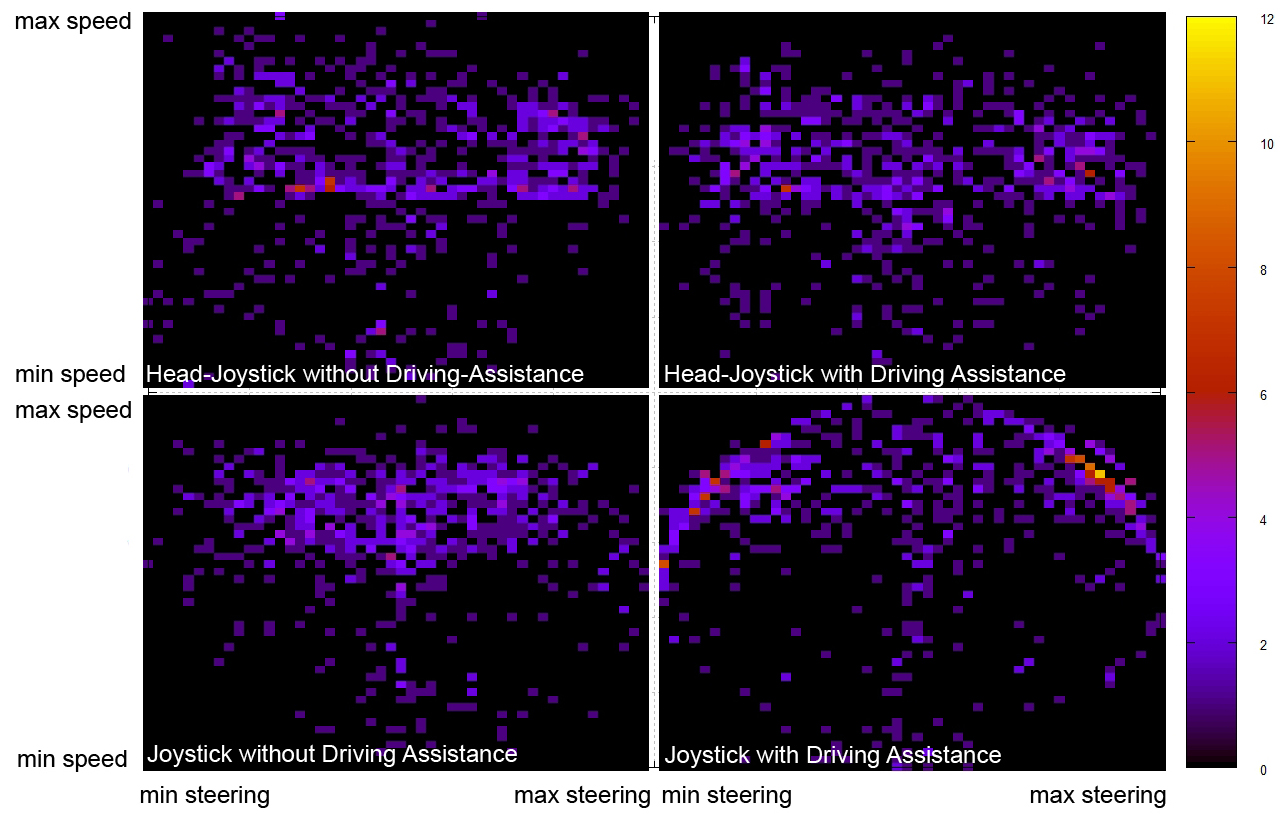 max speed
12
10
8
min speed
Head-Joystick without Driving-Assistance
Head-Joystick with Driving Assistance
6
max speed
4
2
min speed
Joystick without Driving Assistance
Joystick with Driving Assistance
0
min steering
max steering
min steering
max steering